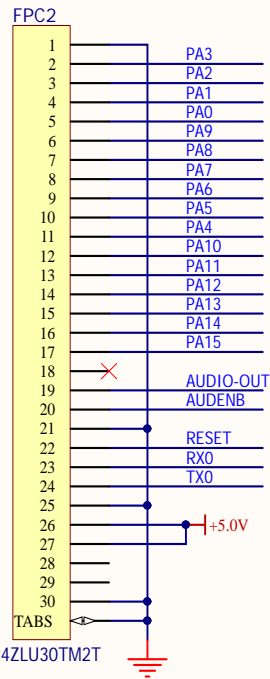 FPC2
1
2 PA3
3 PA2
4 PA1
5 PA0
6 PA9
7 PA8
8 PA7
9 PA6
10 PA5
11 PA4
12 PA10
13 PA11
14 PA12
15 PA13
16 PA14
17 PA15
18
19 AUDIO-OUT
20 AUDENB
21
22 RESET
23 RX0
24 TX0
25
26 +5.0V
27
28
29
30
TABS
4ZLU30TM2T